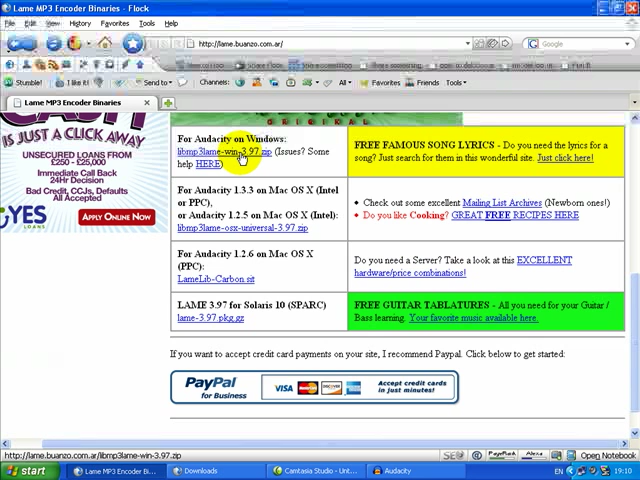 Lame MP3 Encoder Binaries - Flock
File Edit View History Favorites Tools Help
http://lame.buanzo.com.ar/
Google
Stumble! I like it! Send to Channels: All Favorites Friends Tools
Lame MP3 Encoder Binaries
IS JUST A CLICK AWAY
UNSECURED LOANS FROM
£250 - £25,000
Immediate Call Back
24Hr Decision
Bad Credit, CCJs, Defaults
All Accepted
YES
LOANS
APPLY ONLINE NOW
ORIGINAL
For Audacity on Windows:
libmp3lame-win-3.97.zip (Issues? Some
help HERE)
FREE FAMOUS SONG LYRICS - Do you need the lyrics for a
song? Just search for them in this wonderful site. Just click here!
For Audacity 1.3.3 on Mac OS X (Intel
or PPC),
or Audacity 1.2.5 on Mac OS X (Intel):
libmp3lame-osx-universal-3.97.zip
Check out some excellent Mailing List Archives (Newborn ones!)
Do you like Cooking? GREAT FREE RECIPES HERE
For Audacity 1.2.6 on Mac OS X
(PPC):
LameLib-Carbon.sit
Do you need a Server? Take a look at this EXCELLENT
hardware/price combinations!
LAME 3.97 for Solaris 10 (SPARC)
lame-3.97.pkg.gz
FREE GUITAR TABLATURES - All you need for your Guitar /
Bass learning. Your favorite music available here.
If you want to accept credit card payments on your site, I recommend Paypal. Click below to get started:
PayPal
for Business
VISA
DISCOVER
Accept credit cards
in just minutes!
http://lame.buanzo.com.ar/libmp3lame-win-3.97.zip
PageRank Alexa Open Notebook
start
Lame MP3 Encoder Bi...
Downloads
Camtasia Studio - Unt...
Audacity
EN
19:10